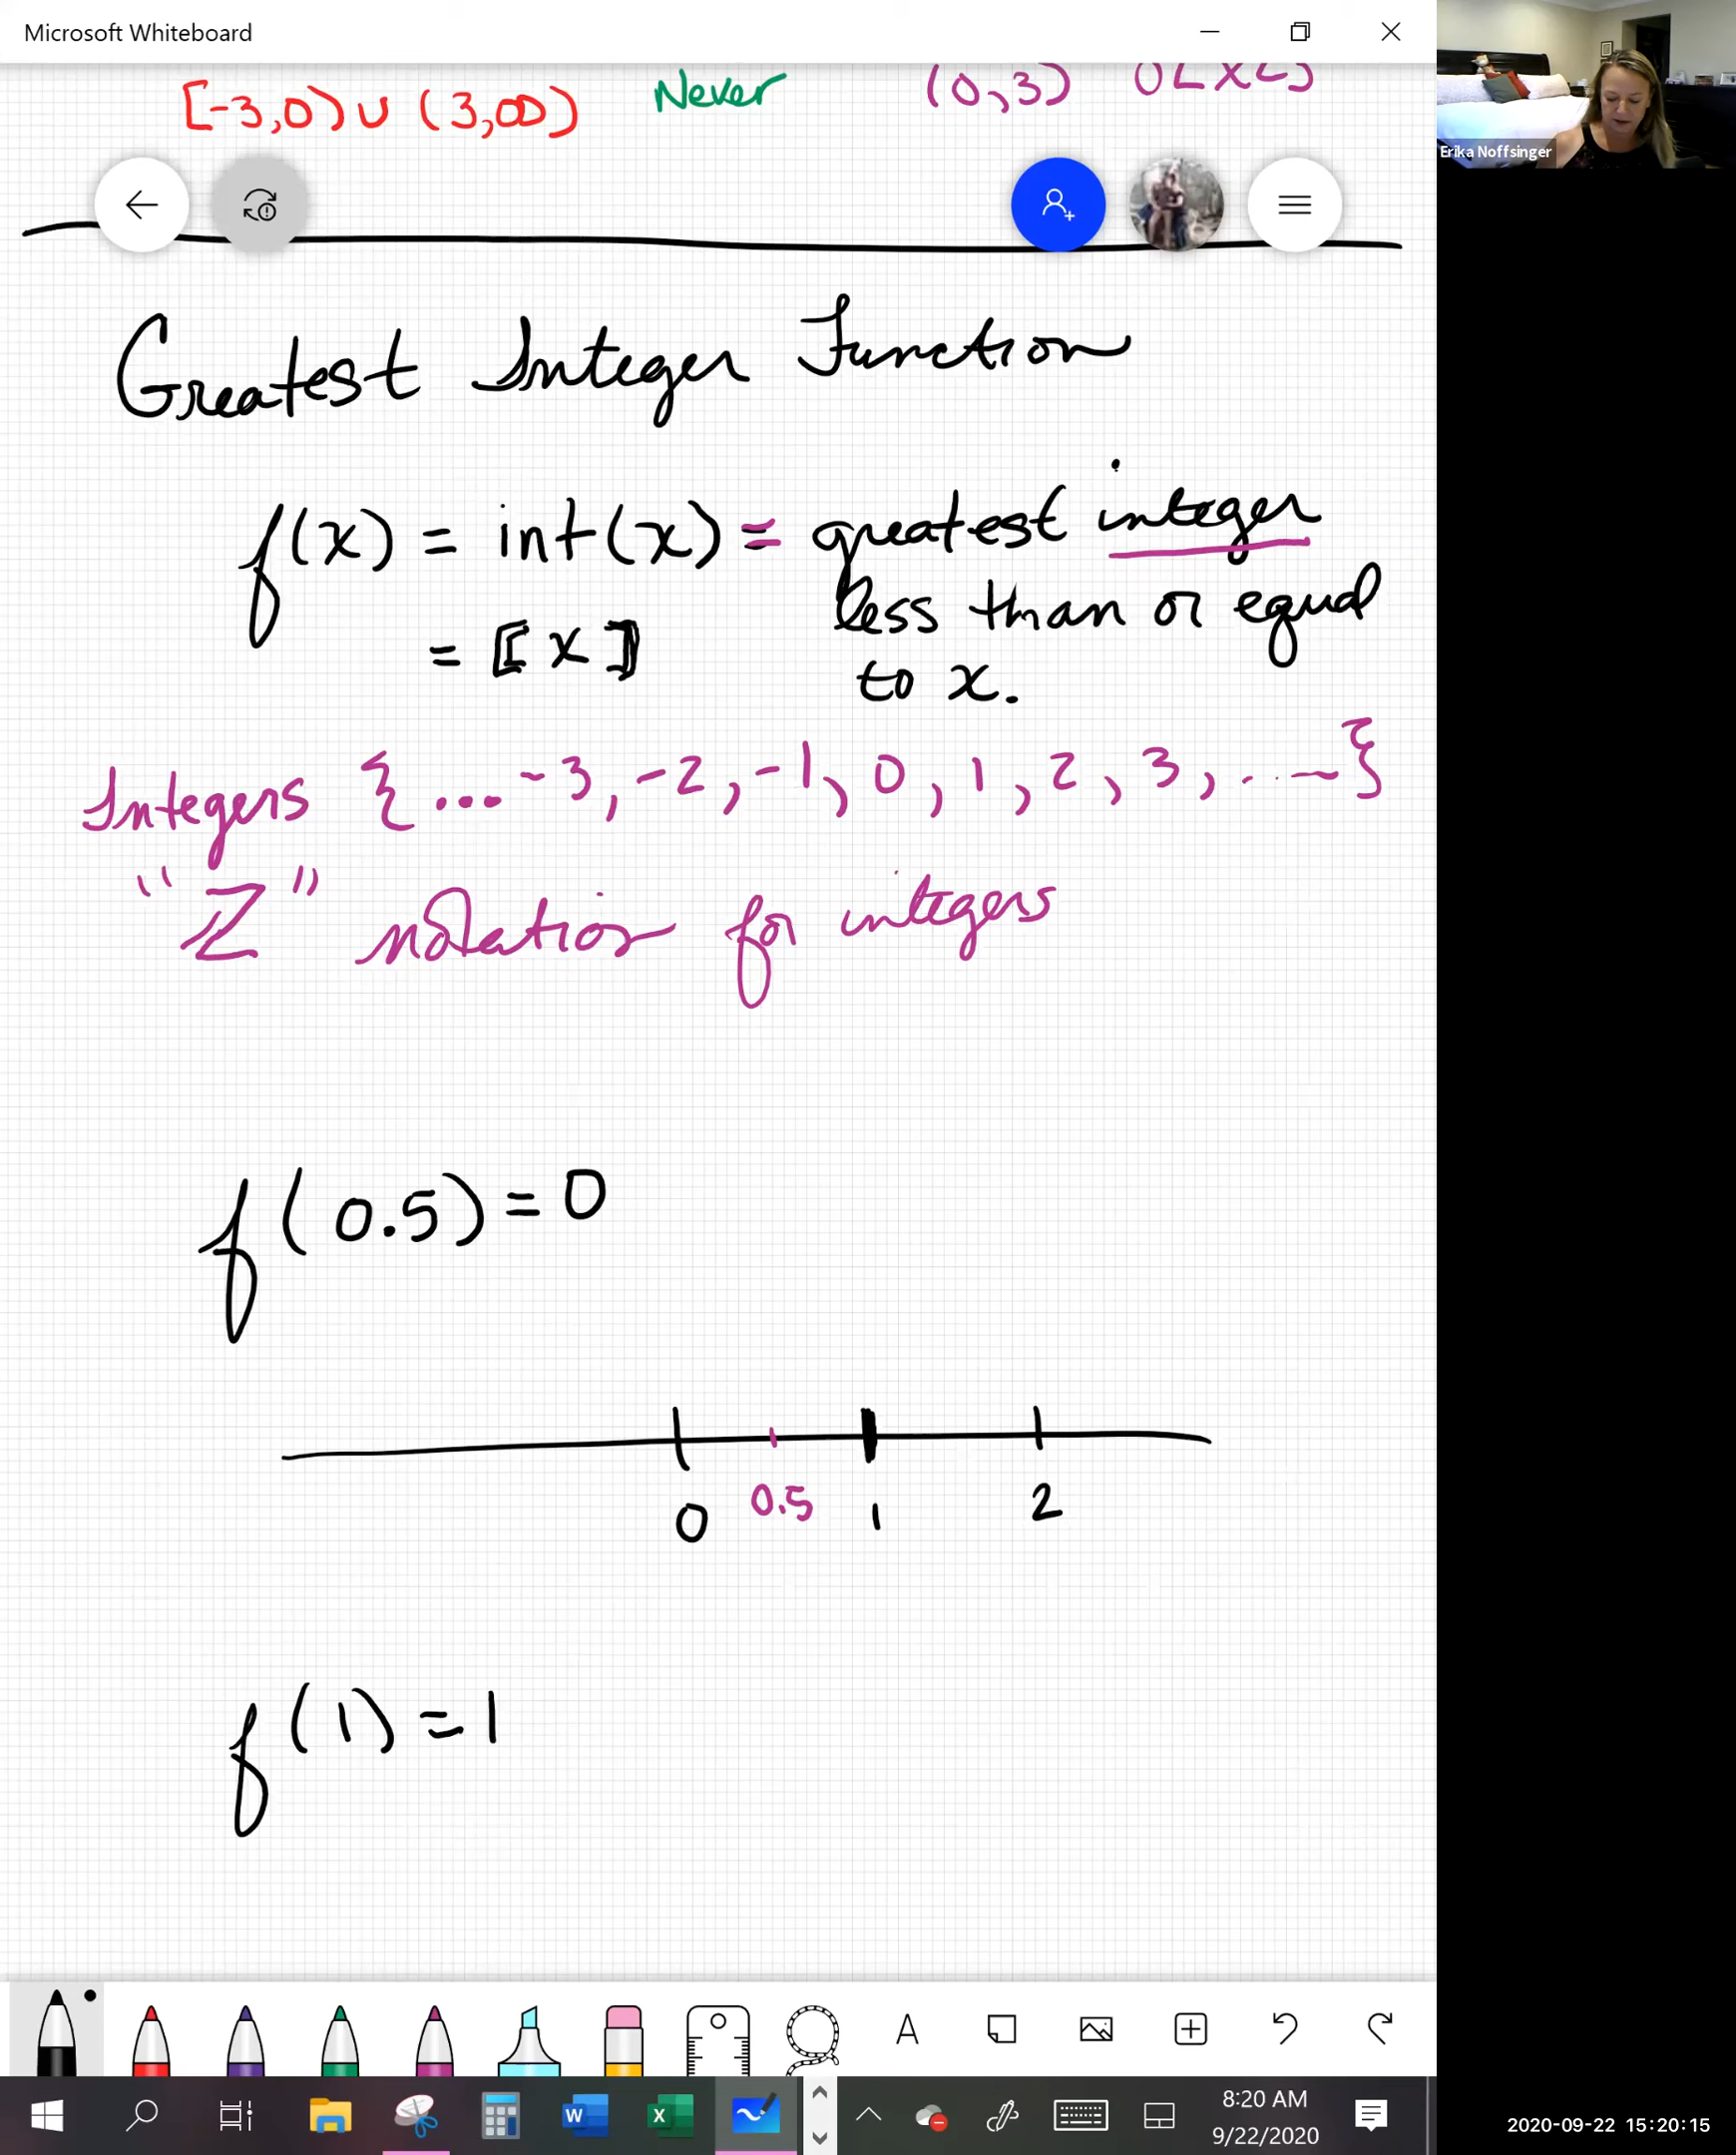 Microsoft Whiteboard
[-3,0) ∪ (3,∞) Never (0,3) 0<x<3
Erika Noffsinger
Greatest Integer Function
f(x) = int(x) = greatest integer
less than or equal
= ⟦x⟧
to x.
Integers {...-3, -2, -1, 0, 1, 2, 3, ...}
"ℤ" notation for integers
f(0.5) = 0
0 0.5 1 2
f(1) = 1
8:20 AM
9/22/2020
2020-09-22 15:20:15